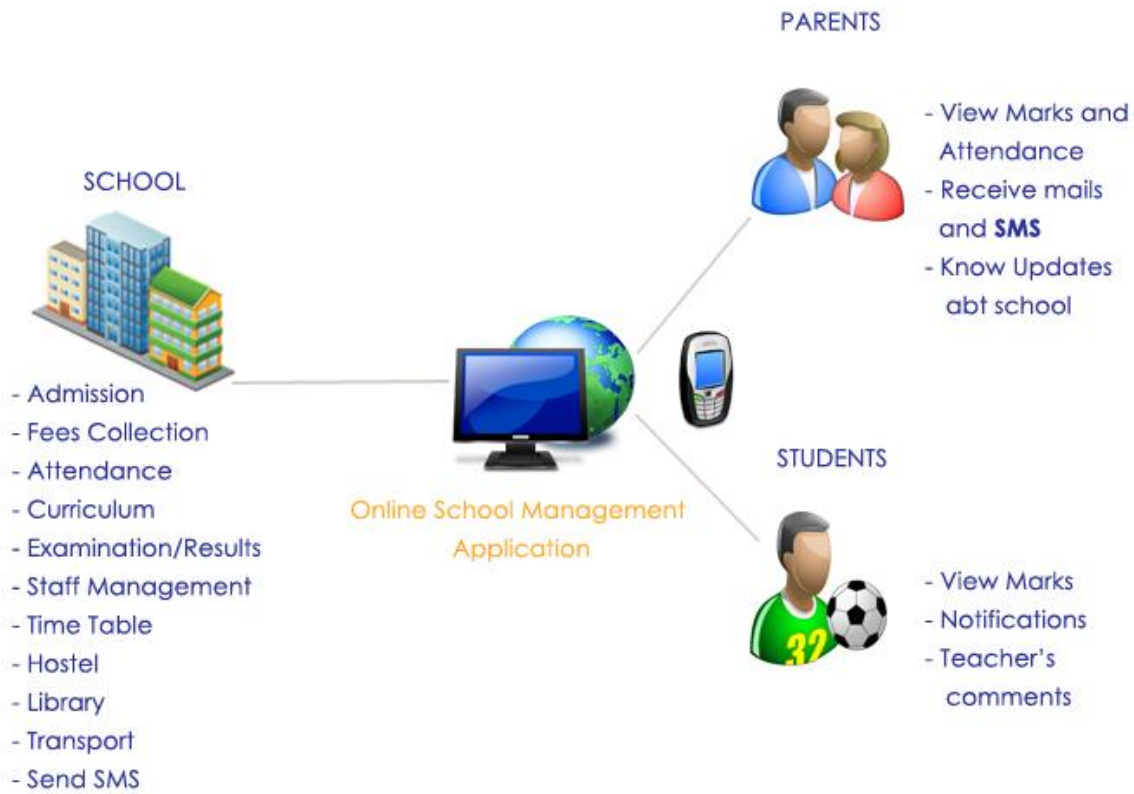 PARENTS
- View Marks and
Attendance
- Receive mails
and SMS
- Know Updates
abt school
SCHOOL
- Admission
- Fees Collection
- Attendance
- Curriculum
- Examination/Results
- Staff Management
- Time Table
- Hostel
- Library
- Transport
- Send SMS
Online School Management
Application
STUDENTS
32
- View Marks
- Notifications
- Teacher's
comments